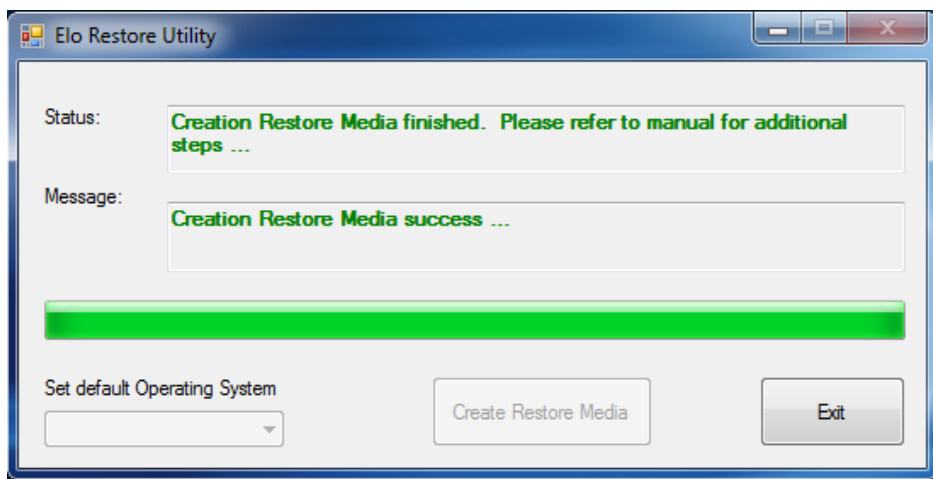 Elo Restore Utility
Status:
Creation Restore Media finished.  Please refer to manual for additional
steps ...
Message:
Creation Restore Media success ...
Set default Operating System
Create Restore Media
Exit